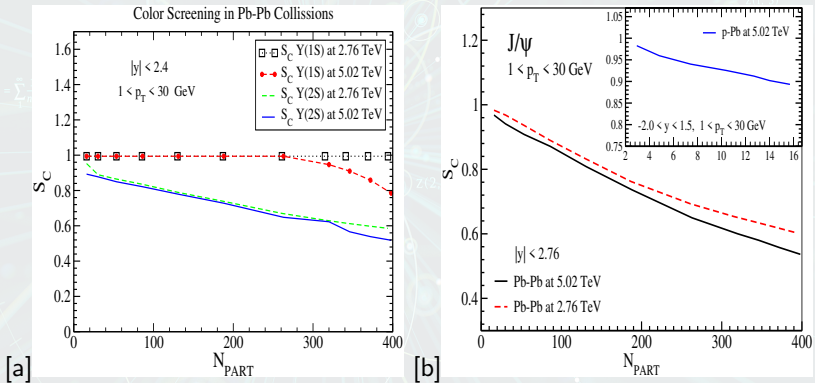 Color Screening in Pb-Pb Collissions
S_C Υ(1S) at 2.76 TeV
S_C Υ(1S) at 5.02 TeV
S_C Υ(2S) at 2.76 TeV
S_C Υ(2S) at 5.02 TeV
|y| < 2.4
1 < p_T < 30 GeV
1.6
1.4
1.2
1
0.8
0.6
0.4
0.2
0
S_C
0 100 200 300 400
N_PART
[a]
J/ψ
1 < p_T < 30 GeV
1.2
1
0.8
0.6
0.4
S_C
1.05
1
0.95
0.9
0.85
0.8
0.75
p-Pb at 5.02 TeV
-2.0 < y < 1.5, 1 < p_T < 30 GeV
2 4 6 8 10 12 14 16
|y| < 2.76
Pb-Pb at 5.02 TeV
Pb-Pb at 2.76 TeV
0 100 200 300 400
N_PART
[b]